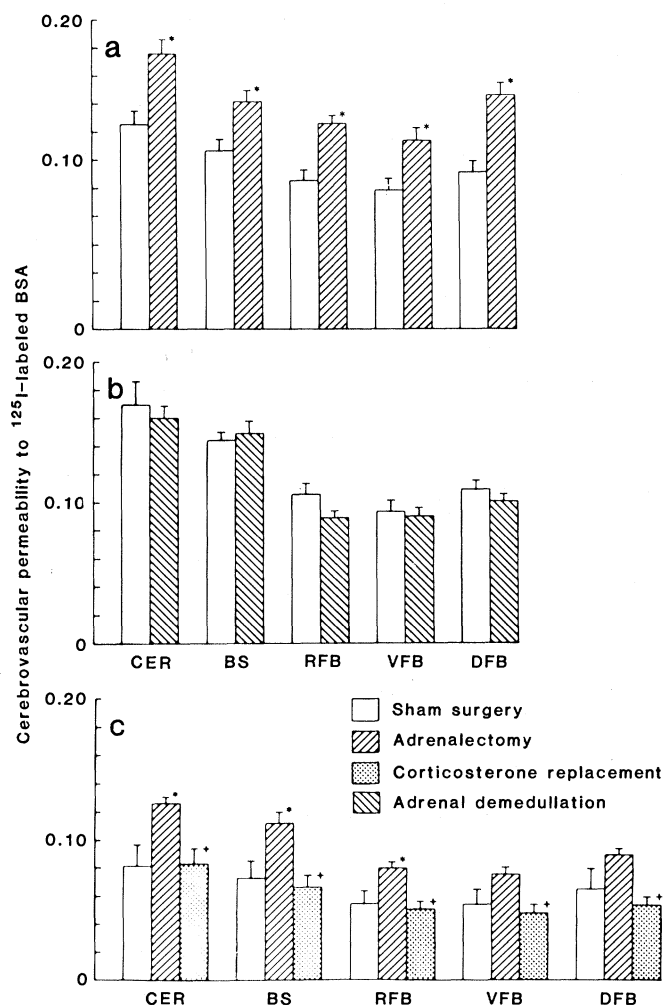 Cerebrovascular permeability to ¹²⁵I-labeled BSA
0.20
a
*
*
*
*
*
0.10
0
0.20
b
0.10
0
CER BS RFB VFB DFB
0.20
c
Sham surgery
Adrenalectomy
Corticosterone replacement
Adrenal demedullation
*
+
*
+
*
+
+
+
0.10
0
CER BS RFB VFB DFB